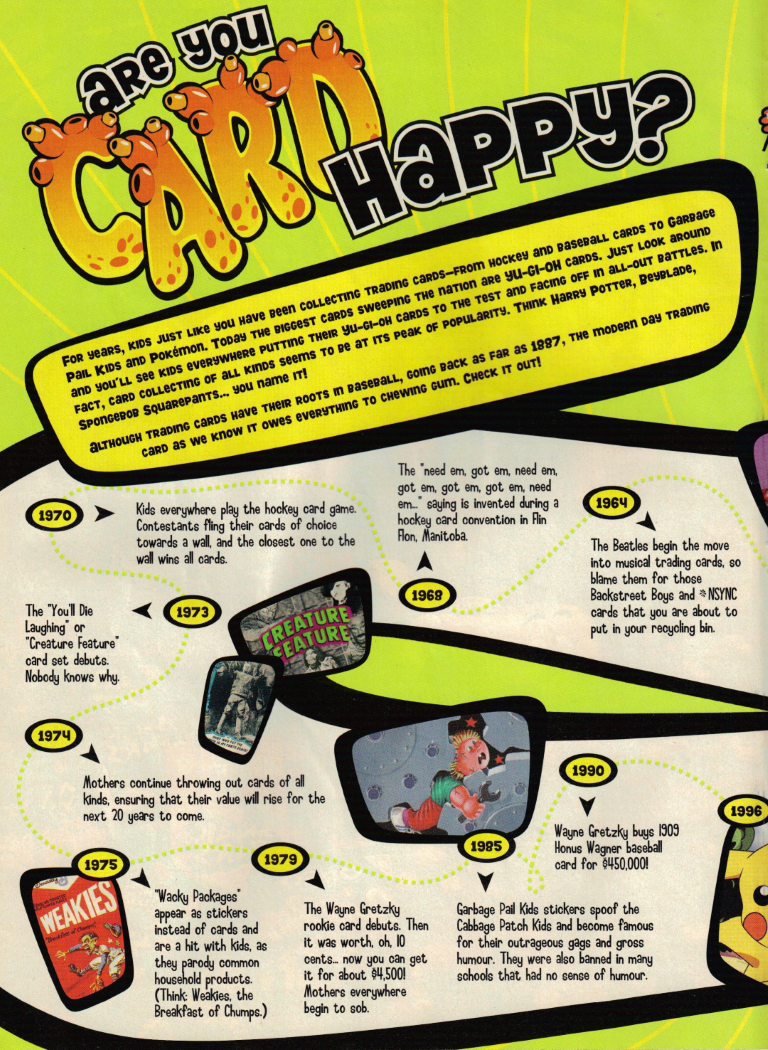 are you
CARD
Happy?
For years, kids just like you have been collecting trading cards—from hockey and baseball cards to Garbage
Pail Kids and Pokémon. Today the biggest cards sweeping the nation are Yu-Gi-Oh cards. Just look around
and you'll see kids everywhere putting their Yu-Gi-Oh cards to the test and facing off in all-out battles. In
fact, card collecting of all kinds seems to be at its peak of popularity. Think Harry Potter, Beyblade,
Spongebob Squarepants... you name it!
Although trading cards have their roots in baseball, going back as far as 1887, the modern day trading
card as we know it owes everything to chewing gum. Check it out!
1964
The Beatles begin the move
into musical trading cards, so
blame them for those
Backstreet Boys and *NSYNC
cards that you are about to
put in your recycling bin.
The "need em, got em, need em,
got em, got em, got em, need
em..." saying is invented during a
hockey card convention in Flin
Flon, Manitoba.
1968
1970
Kids everywhere play the hockey card game.
Contestants fling their cards of choice
towards a wall, and the closest one to the
wall wins all cards.
1973
The "You'll Die
Laughing" or
"Creature Feature"
card set debuts.
Nobody knows why.
CREATURE
FEATURE
1974
Mothers continue throwing out cards of all
kinds, ensuring that their value will rise for the
next 20 years to come.
1975
"Wacky Packages"
appear as stickers
instead of cards and
are a hit with kids, as
they parody common
household products.
(Think: Weakies, the
Breakfast of Chumps.)
WEAKIES
"Breakfast of Chumps"
1979
The Wayne Gretzky
rookie card debuts. Then
it was worth, oh, 10
cents... now you can get
it for about $4,500!
Mothers everywhere
begin to sob.
1985
Garbage Pail Kids stickers spoof the
Cabbage Patch Kids and become famous
for their outrageous gags and gross
humour. They were also banned in many
schools that had no sense of humour.
1990
Wayne Gretzky buys 1909
Honus Wagner baseball
card for $450,000!
1996